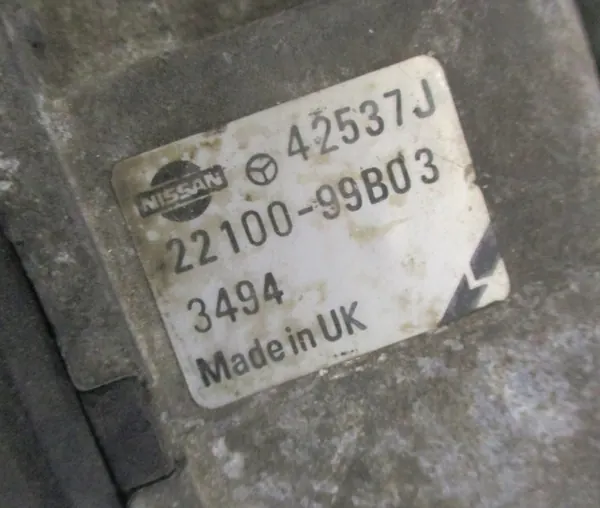 NISSAN 42537J
22100-99B03
3494
Made in UK